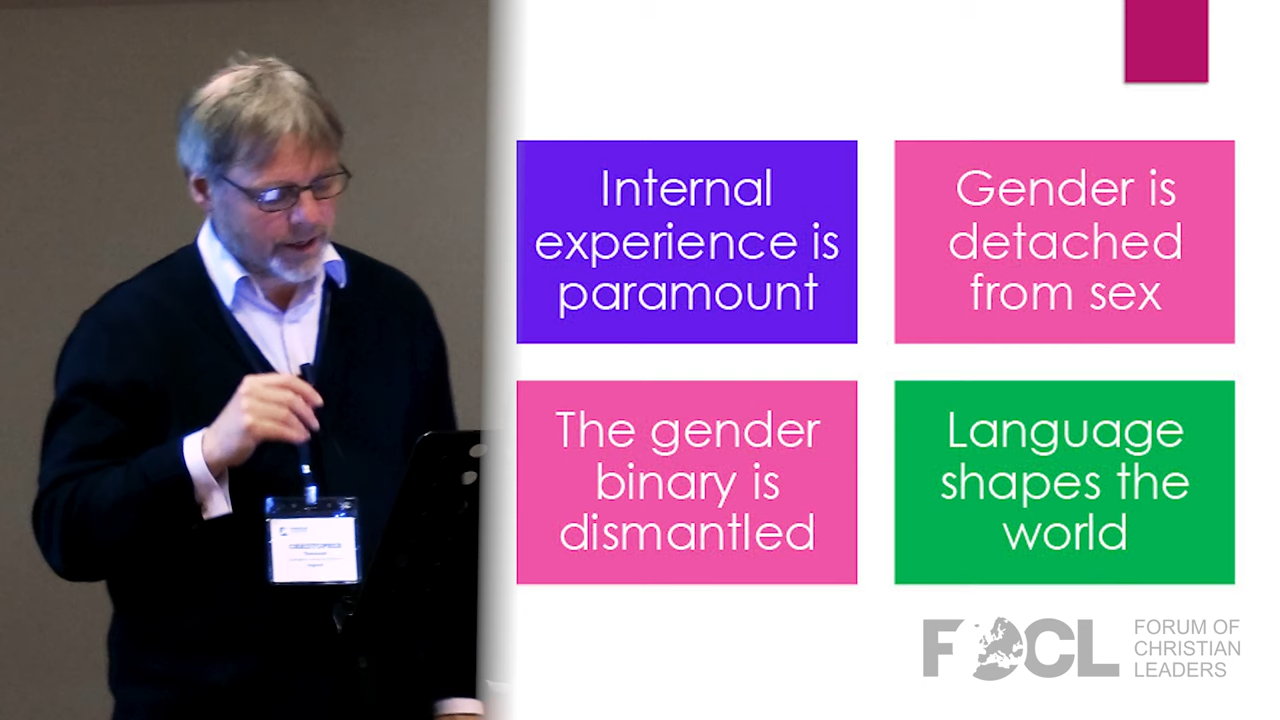 CHRISTOPHER
Internal
experience is
paramount
Gender is
detached
from sex
The gender
binary is
dismantled
Language
shapes the
world
FOCL
FORUM OF
CHRISTIAN
LEADERS